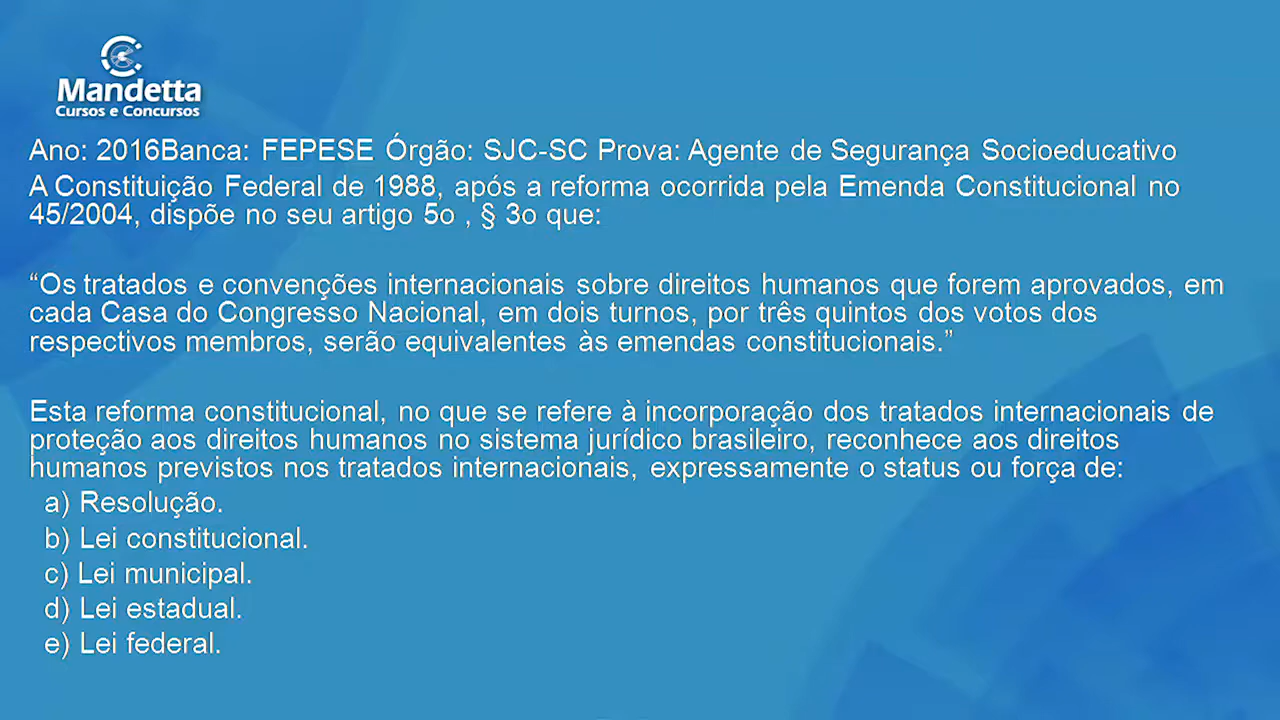 Mandetta
Cursos e Concursos
Ano: 2016Banca: FEPESE Órgão: SJC-SC Prova: Agente de Segurança Socioeducativo
A Constituição Federal de 1988, após a reforma ocorrida pela Emenda Constitucional no
45/2004, dispõe no seu artigo 5o , § 3o que:
“Os tratados e convenções internacionais sobre direitos humanos que forem aprovados, em
cada Casa do Congresso Nacional, em dois turnos, por três quintos dos votos dos
respectivos membros, serão equivalentes às emendas constitucionais.”
Esta reforma constitucional, no que se refere à incorporação dos tratados internacionais de
proteção aos direitos humanos no sistema jurídico brasileiro, reconhece aos direitos
humanos previstos nos tratados internacionais, expressamente o status ou força de:
a) Resolução.
b) Lei constitucional.
c) Lei municipal.
d) Lei estadual.
e) Lei federal.